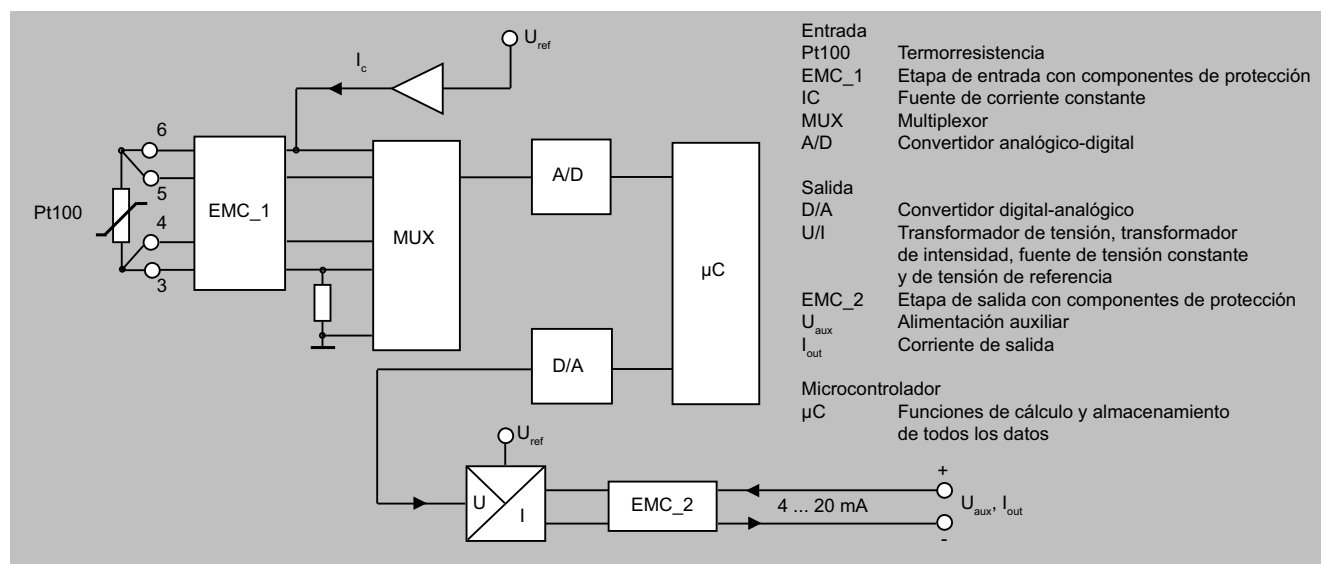 U_ref
I_c
6
5
4
3
Pt100
EMC_1
MUX
A/D
µC
D/A
U_ref
U
I
EMC_2
4 ... 20 mA
+
-
U_aux, I_out
Entrada
Pt100 Termorresistencia
EMC_1 Etapa de entrada con componentes de protección
IC Fuente de corriente constante
MUX Multiplexor
A/D Convertidor analógico-digital
Salida
D/A Convertidor digital-analógico
U/I Transformador de tensión, transformador
de intensidad, fuente de tensión constante
y de tensión de referencia
EMC_2 Etapa de salida con componentes de protección
U_aux Alimentación auxiliar
I_out Corriente de salida
Microcontrolador
µC Funciones de cálculo y almacenamiento
de todos los datos